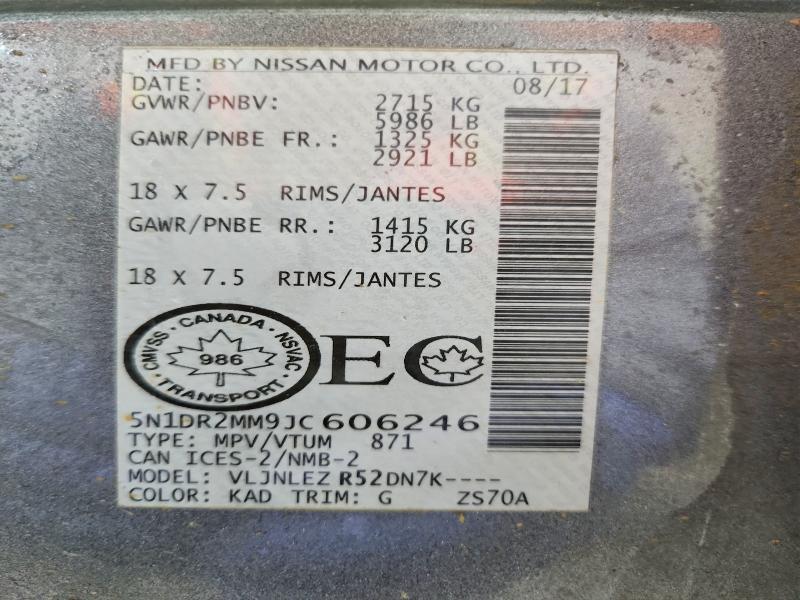 MFD BY NISSAN MOTOR CO., LTD.
DATE: 08/17
GVWR/PNBV: 2715 KG
5986 LB
GAWR/PNBE FR.: 1325 KG
2921 LB
18 X 7.5 RIMS/JANTES
GAWR/PNBE RR.: 1415 KG
3120 LB
18 X 7.5 RIMS/JANTES
CANADA
CMVSS · NSVAC
986
TRANSPORT
EC
5N1DR2MM9JC606246
TYPE: MPV/VTUM 871
CAN ICES-2/NMB-2
MODEL: VLJNLEZ R52DN7K----
COLOR: KAD TRIM: G ZS70A